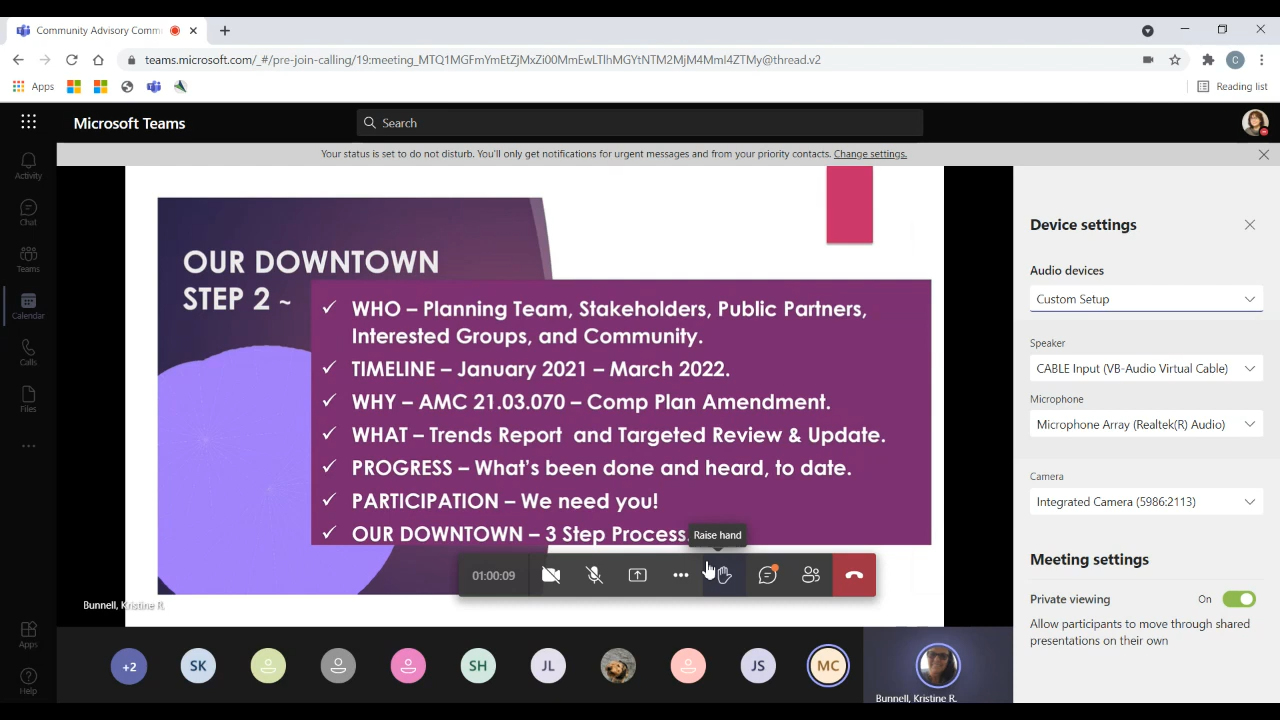 Community Advisory Comm
teams.microsoft.com/_#/pre-join-calling/19:meeting_MTQ1MGFmYmEtZjMxZi00MmEwLTlhMGYtNTM2MjM4MmI4ZTMy@thread.v2
Apps
Reading list
Microsoft Teams
Search
Your status is set to do not disturb. You'll only get notifications for urgent messages and from your priority contacts. Change settings.
Activity
Chat
Teams
Calendar
Calls
Files
Apps
Help
OUR DOWNTOWN
STEP 2 ~
✓ WHO – Planning Team, Stakeholders, Public Partners,
Interested Groups, and Community.
✓ TIMELINE – January 2021 – March 2022.
✓ WHY – AMC 21.03.070 – Comp Plan Amendment.
✓ WHAT – Trends Report and Targeted Review & Update.
✓ PROGRESS – What's been done and heard, to date.
✓ PARTICIPATION – We need you!
✓ OUR DOWNTOWN – 3 Step Process.
Raise hand
01:00:09
Bunnell, Kristine R.
+2
SK
SH
JL
JS
MC
Bunnell, Kristine R.
Device settings
Audio devices
Custom Setup
Speaker
CABLE Input (VB-Audio Virtual Cable)
Microphone
Microphone Array (Realtek(R) Audio)
Camera
Integrated Camera (5986:2113)
Meeting settings
Private viewing On
Allow participants to move through shared
presentations on their own
C